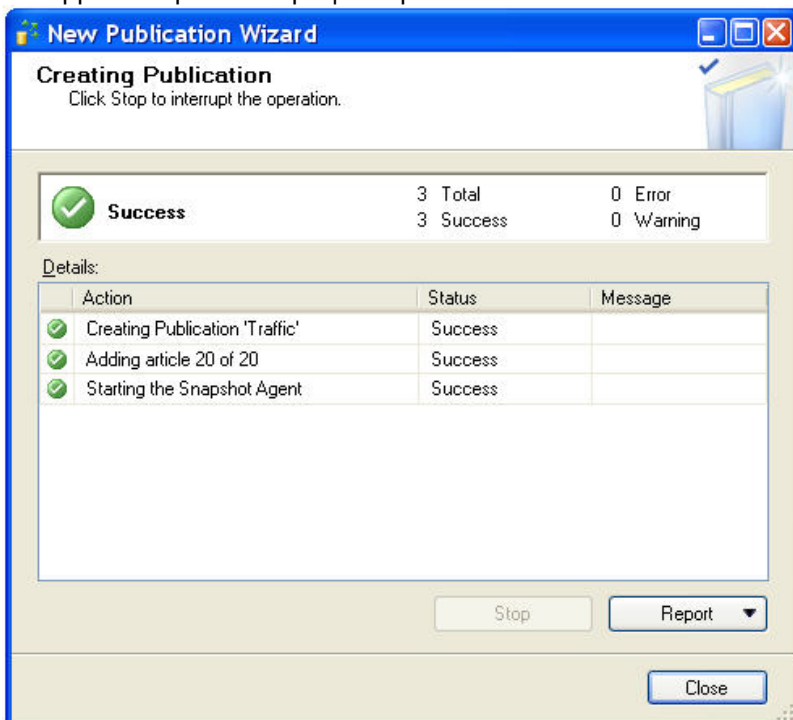 New Publication Wizard
Creating Publication
Click Stop to interrupt the operation.
Success
3 Total
0 Error
3 Success
0 Warning
Details:
Action Status Message
Creating Publication 'Traffic' Success
Adding article 20 of 20 Success
Starting the Snapshot Agent Success
Stop
Report
Close